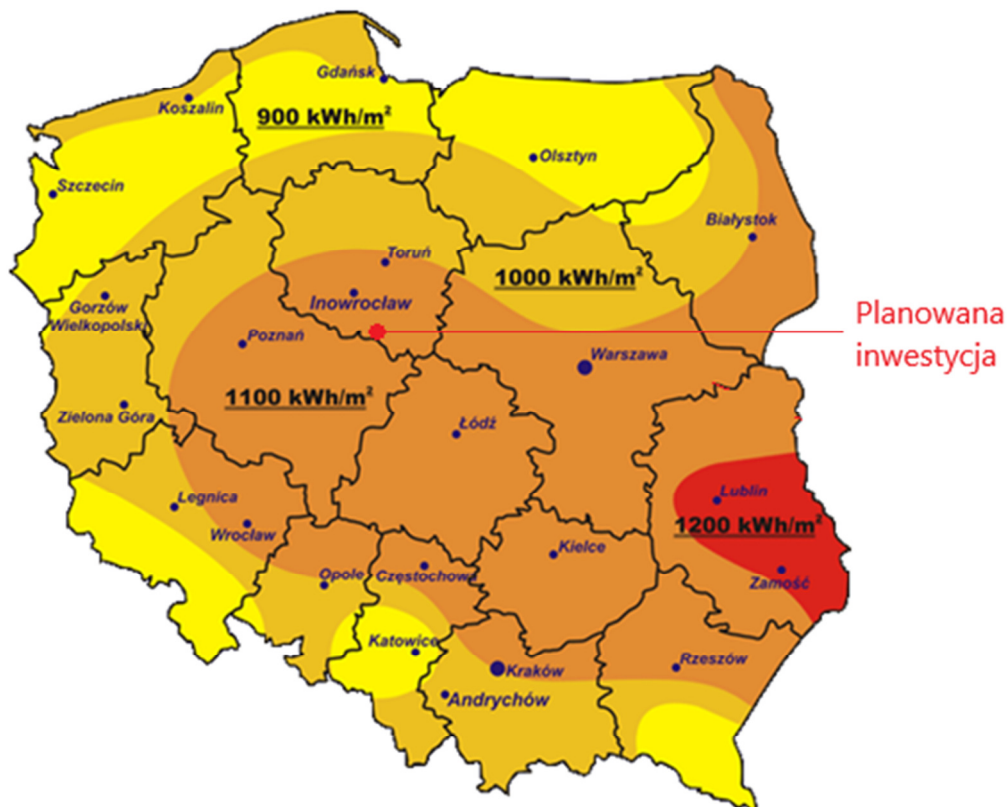 Gdańsk
Koszalin
900 kWh/m²
Olsztyn
Szczecin
Białystok
Toruń
1000 kWh/m²
Inowrocław
Gorzów
Wielkopolski
Planowana
inwestycja
Poznań
Warszawa
1100 kWh/m²
Zielona Góra
Łódź
Legnica
Lublin
Wrocław
1200 kWh/m²
Kielce
Opole
Częstochowa
Zamość
Katowice
Kraków
Rzeszów
Andrychów